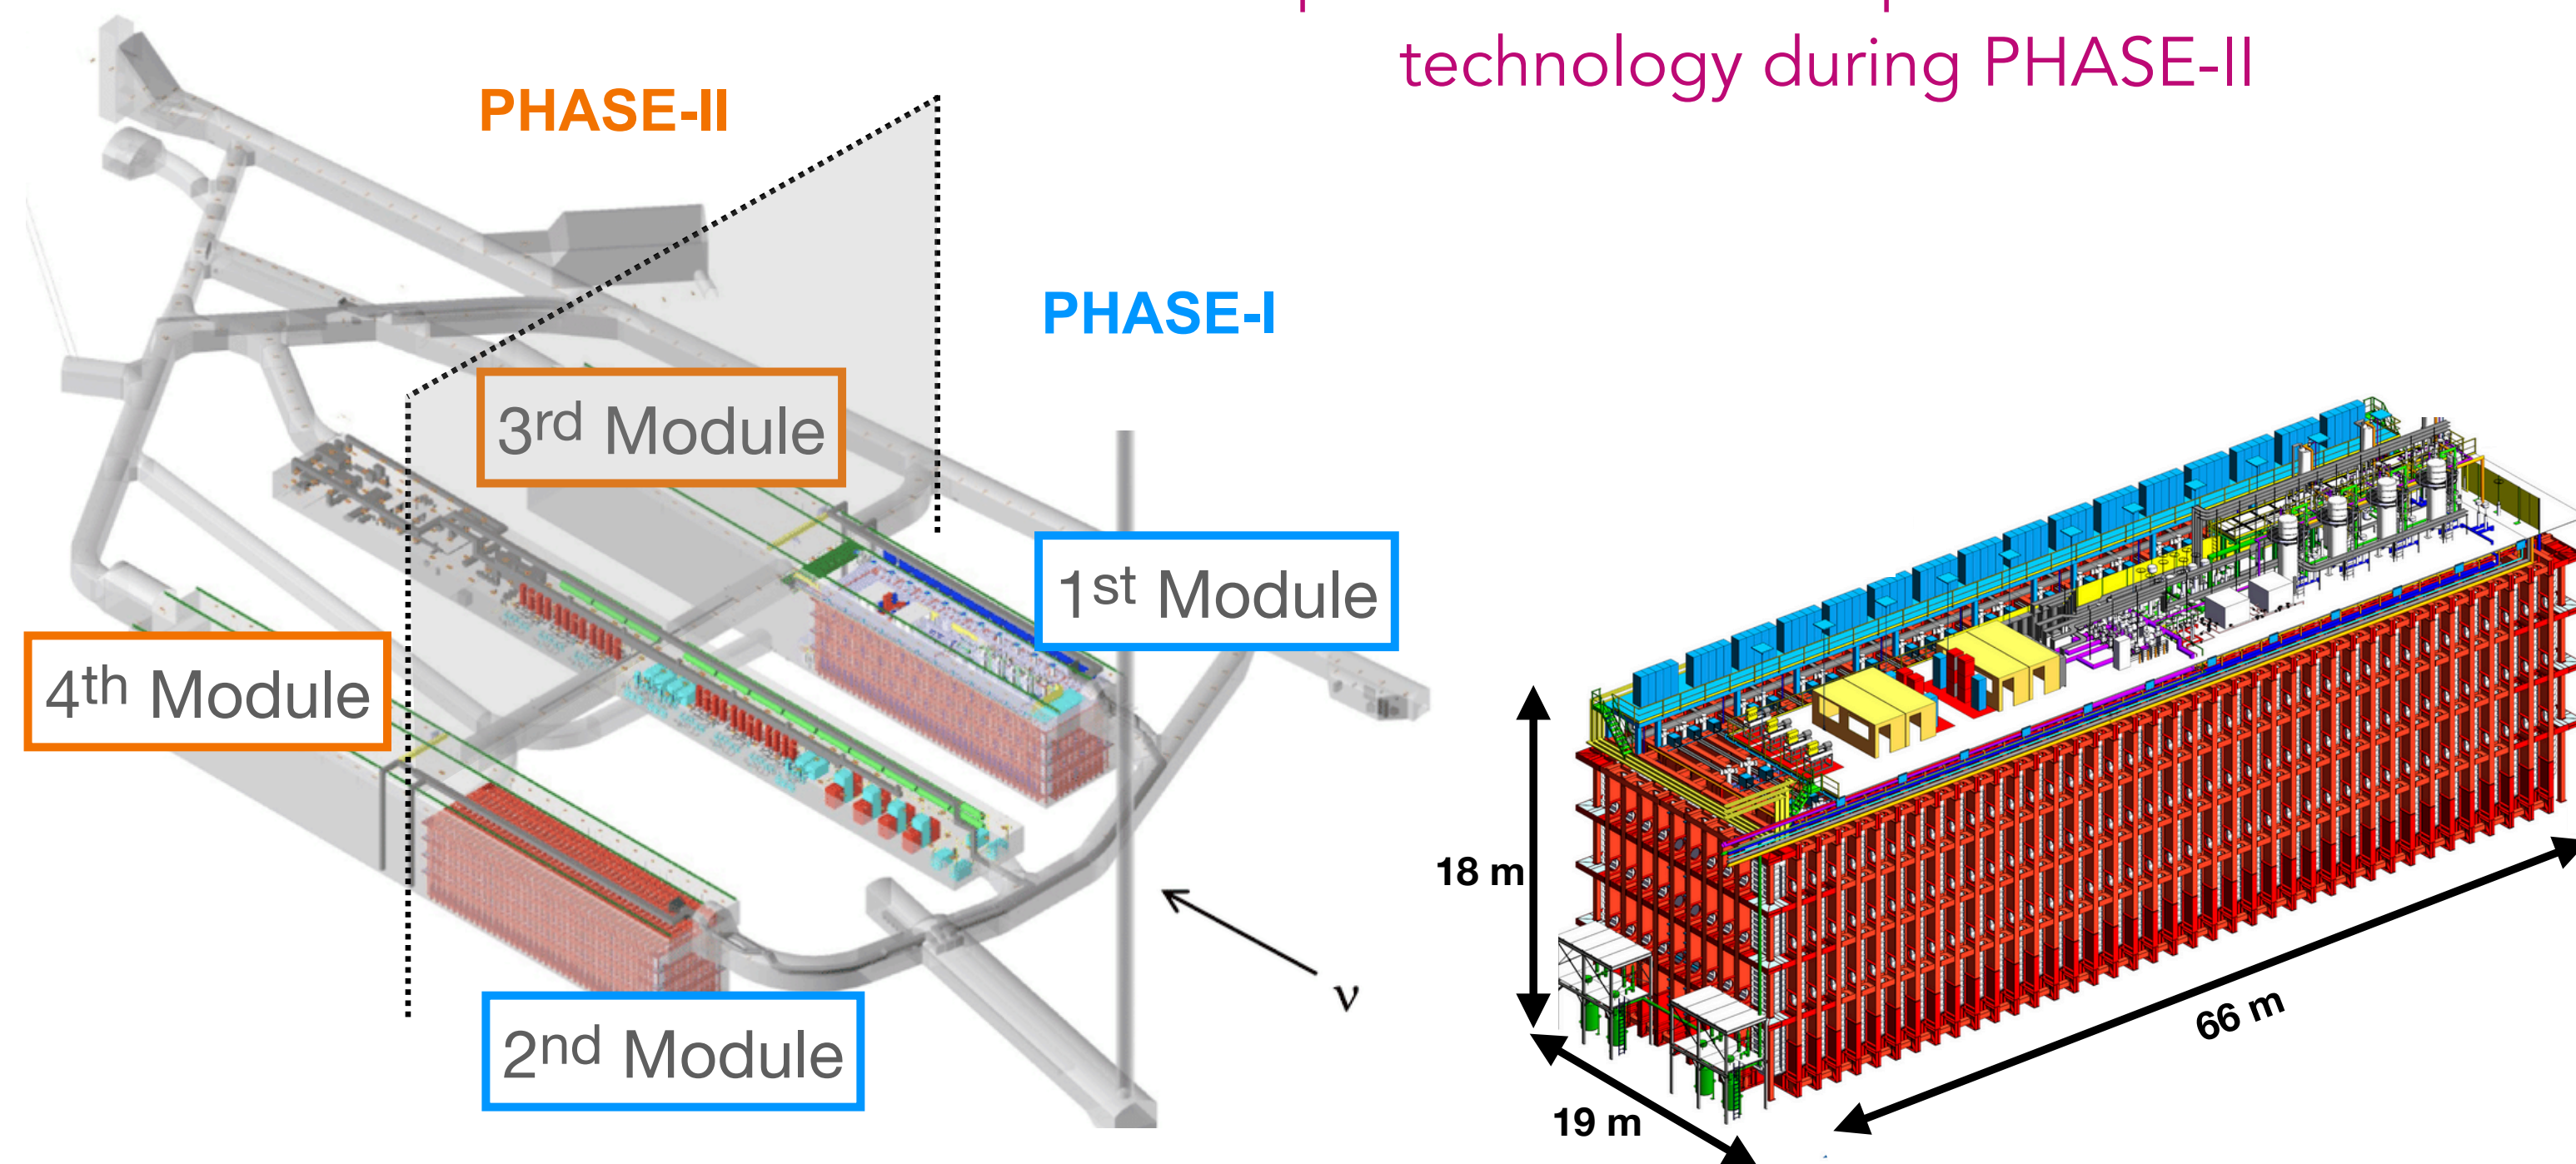 technology during PHASE-II
PHASE-II
PHASE-I
3rd Module
1st Module
4th Module
2nd Module
ν
18 m
19 m
66 m